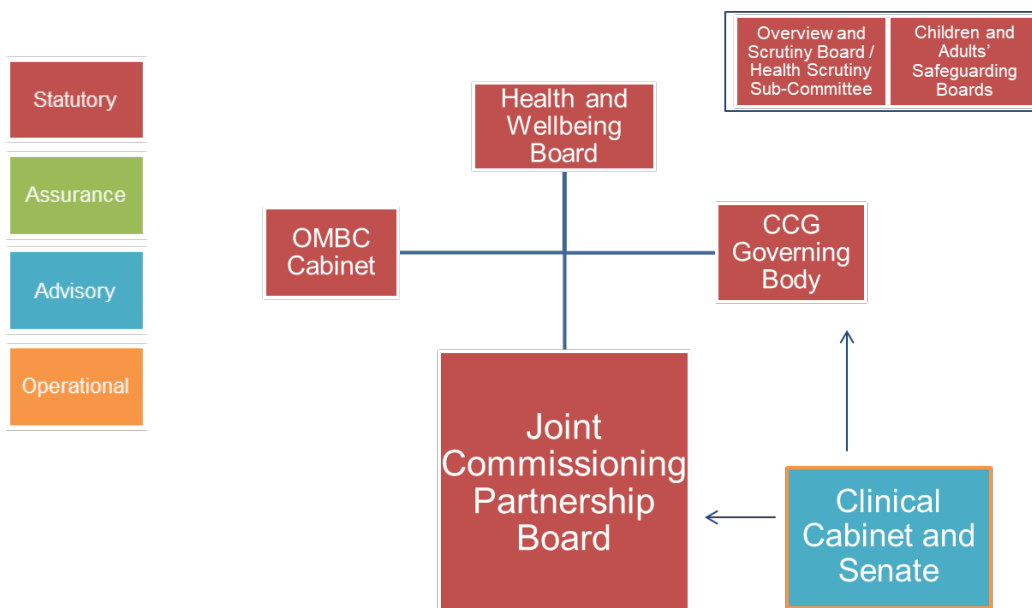 Statutory
Assurance
Advisory
Operational
Overview and
Scrutiny Board /
Health Scrutiny
Sub-Committee
Children and
Adults’
Safeguarding
Boards
Health and
Wellbeing
Board
OMBC
Cabinet
CCG
Governing
Body
Joint
Commissioning
Partnership
Board
Clinical
Cabinet and
Senate